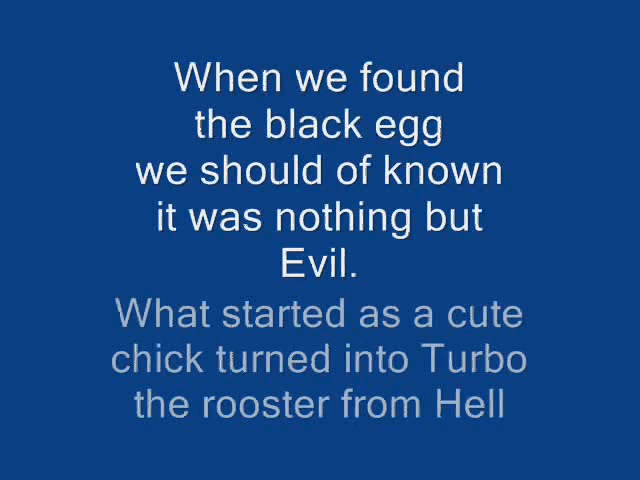 When we found
the black egg
we should of known
it was nothing but
Evil.
What started as a cute
chick turned into Turbo
the rooster from Hell